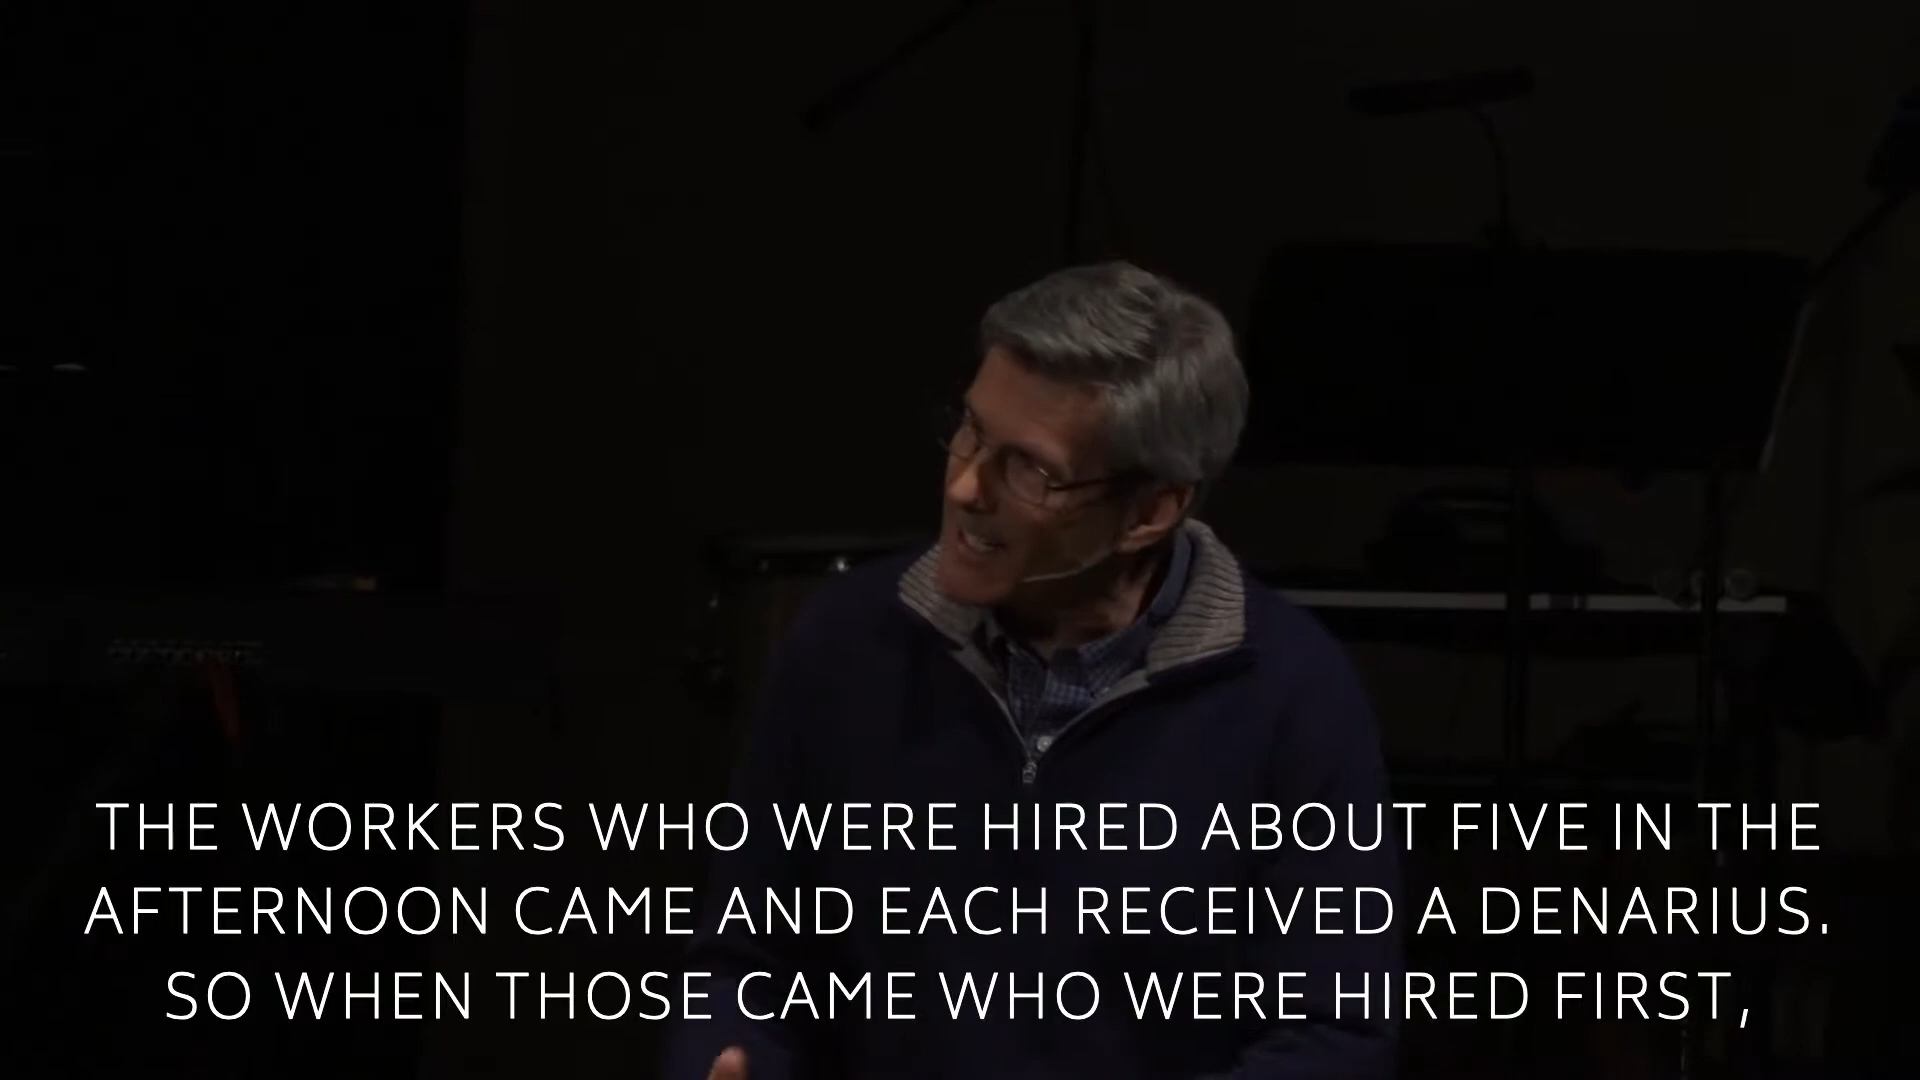 THE WORKERS WHO WERE HIRED ABOUT FIVE IN THE
AFTERNOON CAME AND EACH RECEIVED A DENARIUS.
SO WHEN THOSE CAME WHO WERE HIRED FIRST,